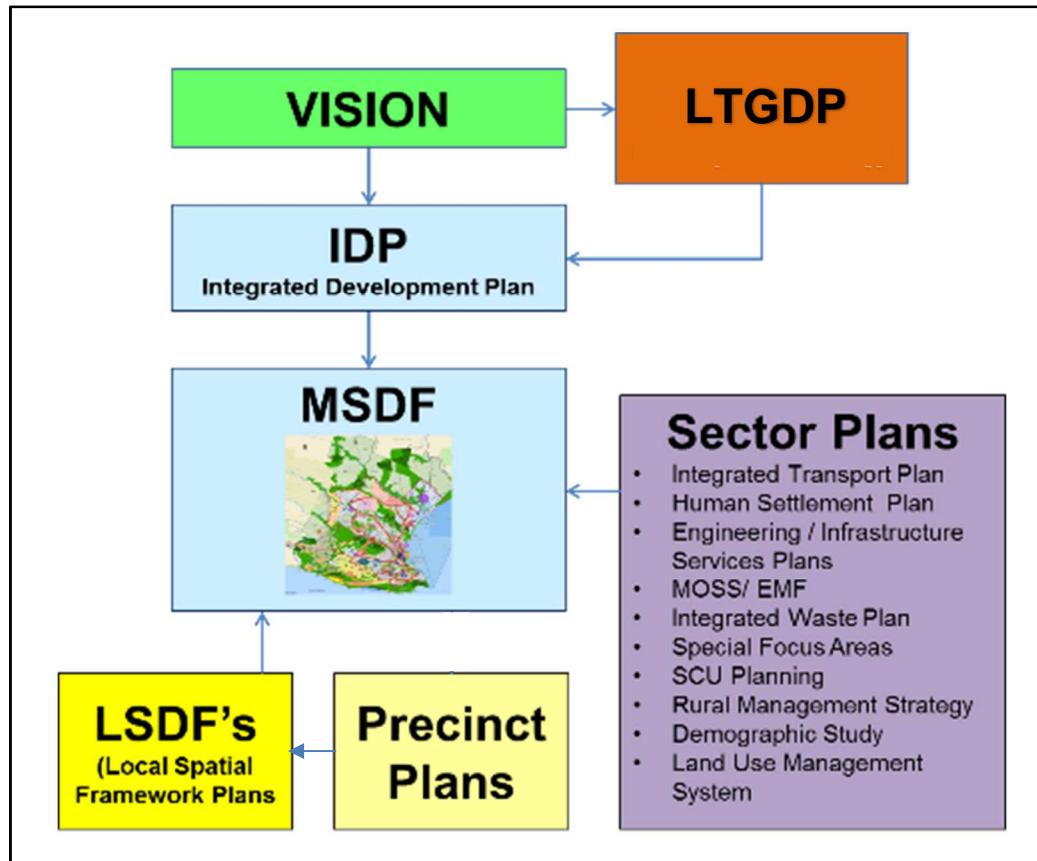 VISION
LTGDP
IDP
Integrated Development Plan
MSDF
Sector Plans
• Integrated Transport Plan
• Human Settlement Plan
• Engineering / Infrastructure
Services Plans
• MOSS/ EMF
• Integrated Waste Plan
• Special Focus Areas
• SCU Planning
• Rural Management Strategy
• Demographic Study
• Land Use Management
System
LSDF's
(Local Spatial
Framework Plans
Precinct
Plans